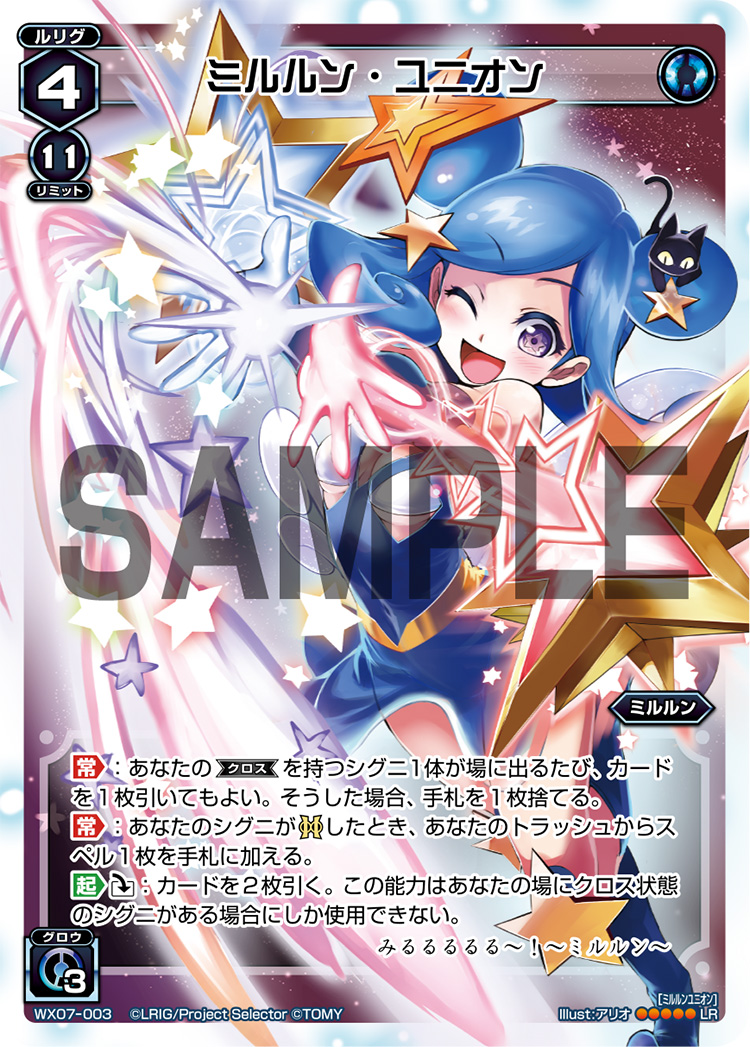 ルリグ
4
ミルルン・ユニオン
11
リミット
SAMPLE
ミルルン
常：あなたの クロス を持つシグニ1体が場に出るたび、カード
を1枚引いてもよい。そうした場合、手札を1枚捨てる。
常：あなたのシグニがHしたとき、あなたのトラッシュからス
ペル1枚を手札に加える。
起：カードを2枚引く。この能力はあなたの場にクロス状態
のシグニがある場合にしか使用できない。
みるるるるるる～！～ミルルン～
グロウ
3
[ミルルンユニオン]
WX07-003 ©LRIG/Project Selector ©TOMY Illust:アリオ LR